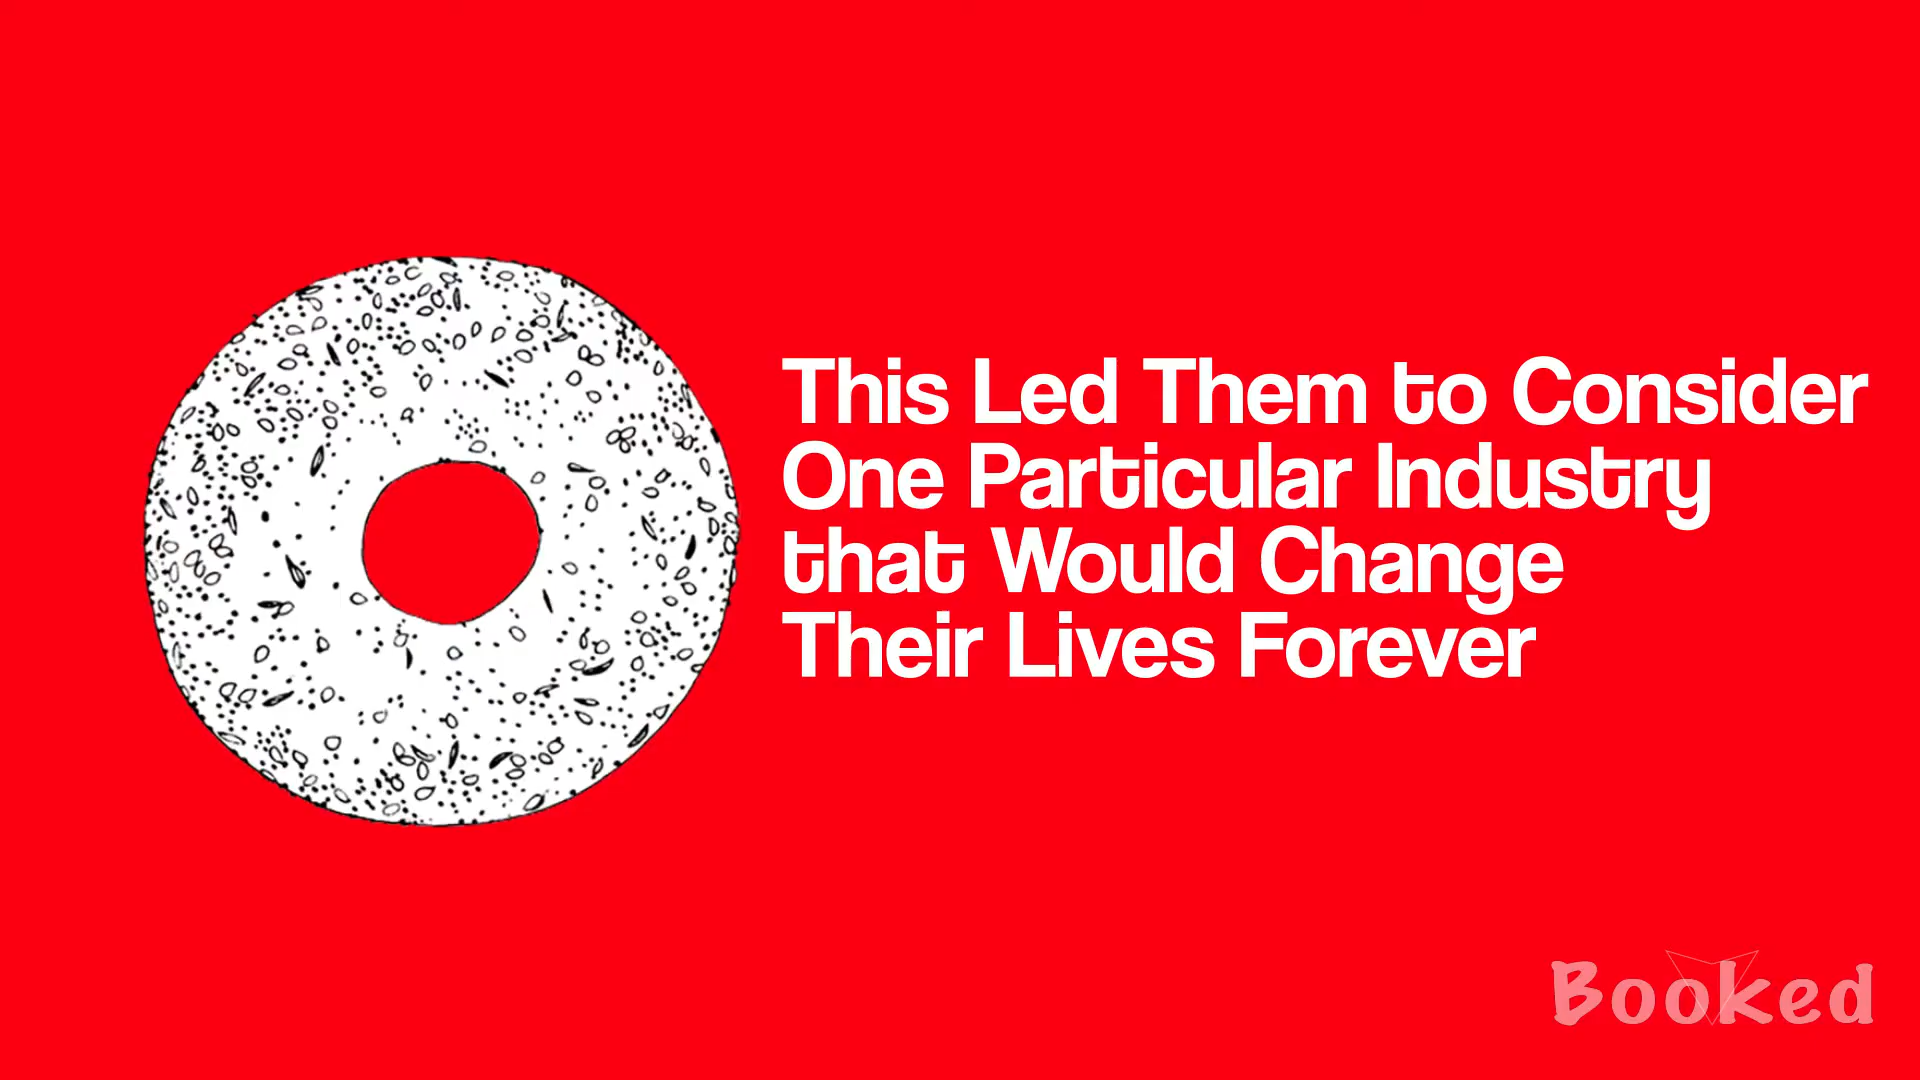 This Led Them to Consider
One Particular Industry
that Would Change
Their Lives Forever
Booked